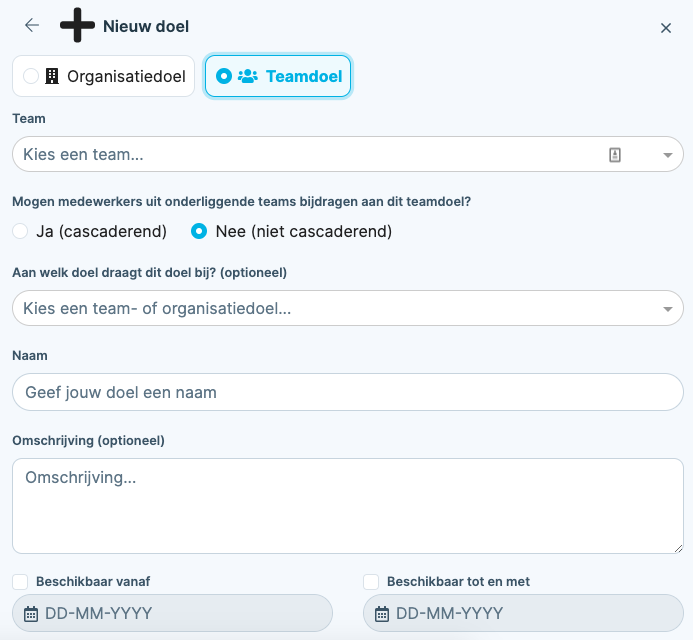 Nieuw doel
Organisatiedoel Teamdoel
Team
Kies een team...
Mogen medewerkers uit onderliggende teams bijdragen aan dit teamdoel?
Ja (cascaderend) Nee (niet cascaderend)
Aan welk doel draagt dit doel bij? (optioneel)
Kies een team- of organisatiedoel...
Naam
Geef jouw doel een naam
Omschrijving (optioneel)
Omschrijving...
Beschikbaar vanaf Beschikbaar tot en met
DD-MM-YYYY DD-MM-YYYY